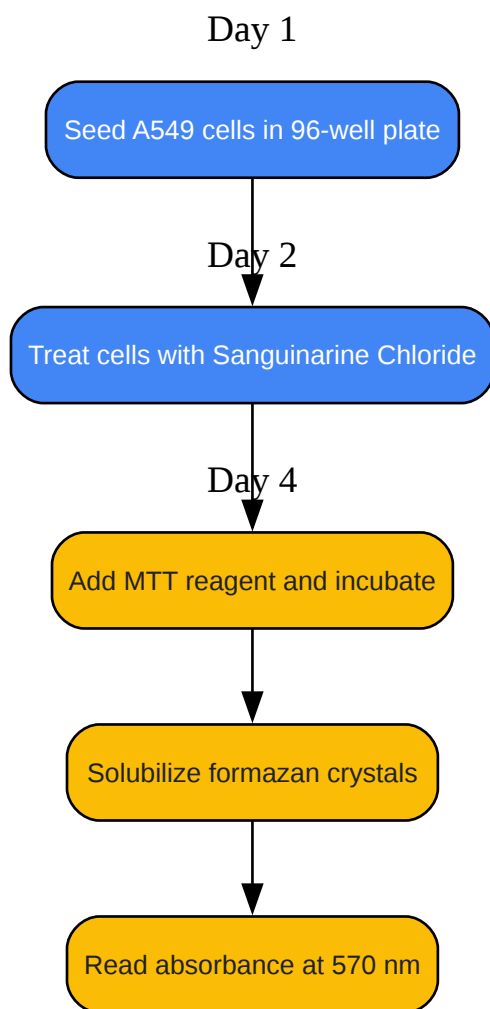 Day 1
Seed A549 cells in 96-well plate
Day 2
Treat cells with Sanguinarine Chloride
Day 4
Add MTT reagent and incubate
Solubilize formazan crystals
Read absorbance at 570 nm